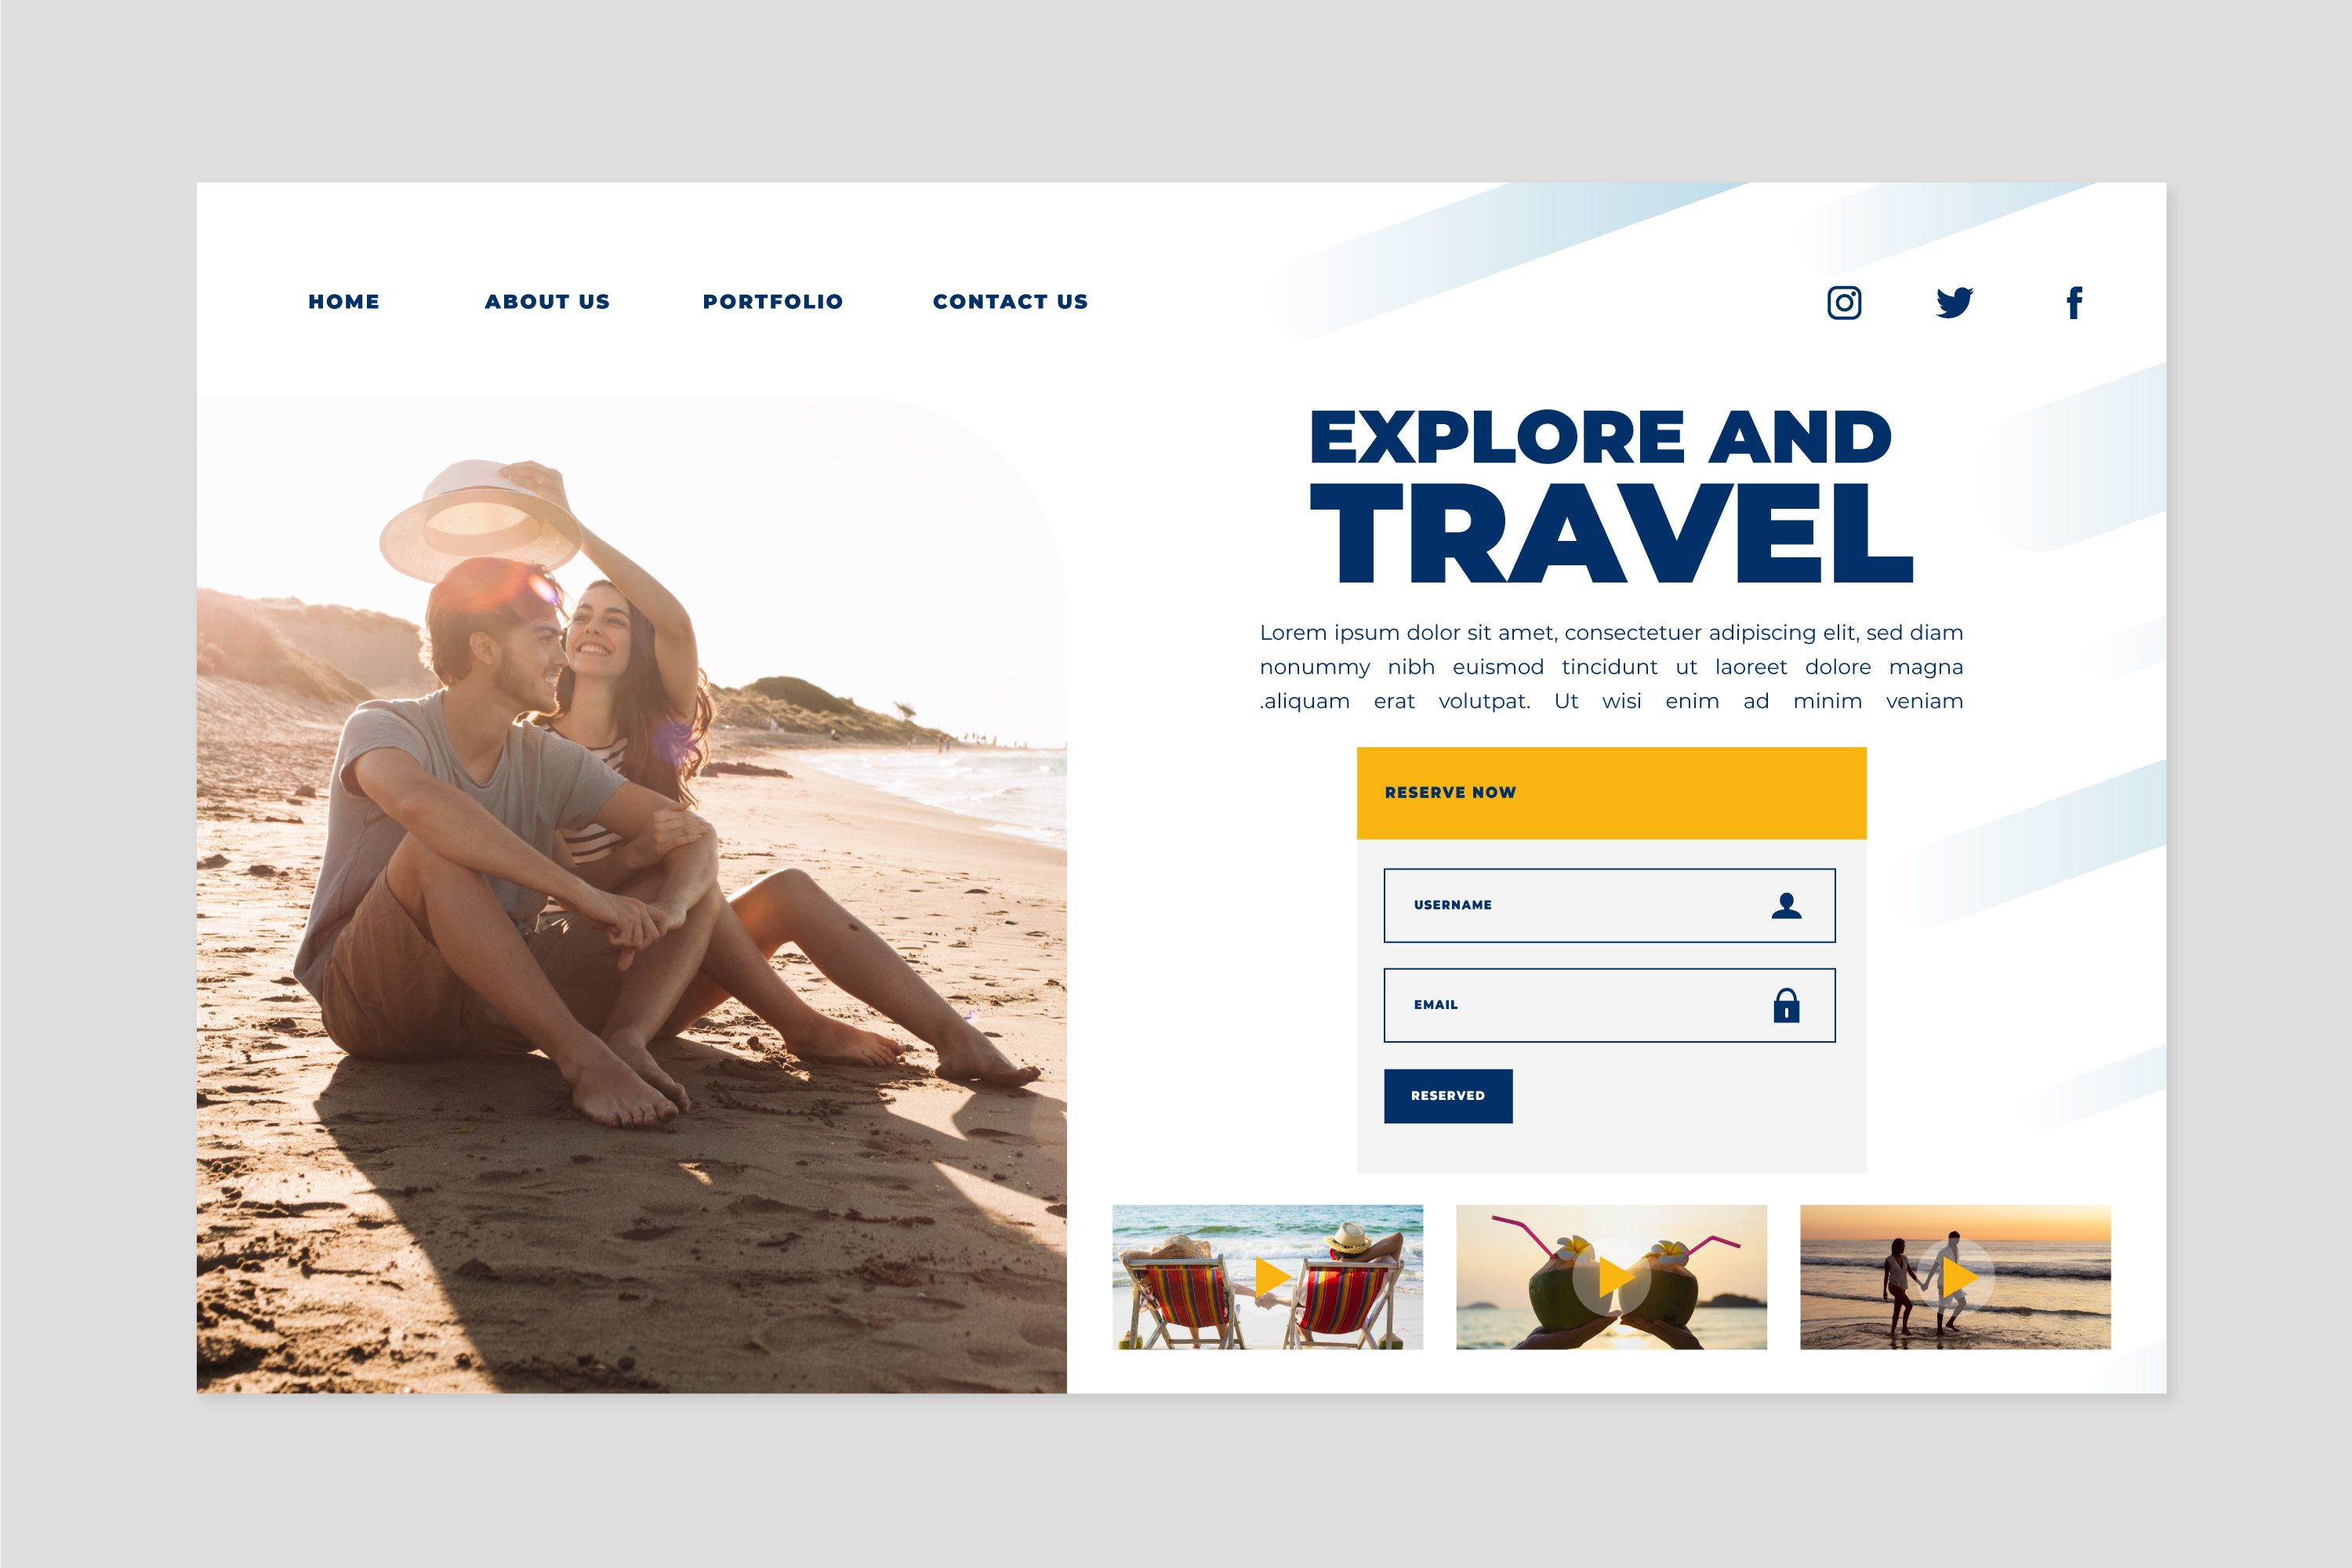 HOME
ABOUT US
PORTFOLIO
CONTACT US
EXPLORE AND
TRAVEL
Lorem ipsum dolor sit amet, consectetuer adipiscing elit, sed diam
nonummy nibh euismod tincidunt ut laoreet dolore magna
.aliquam erat volutpat. Ut wisi enim ad minim veniam
RESERVE NOW
USERNAME
EMAIL
RESERVED